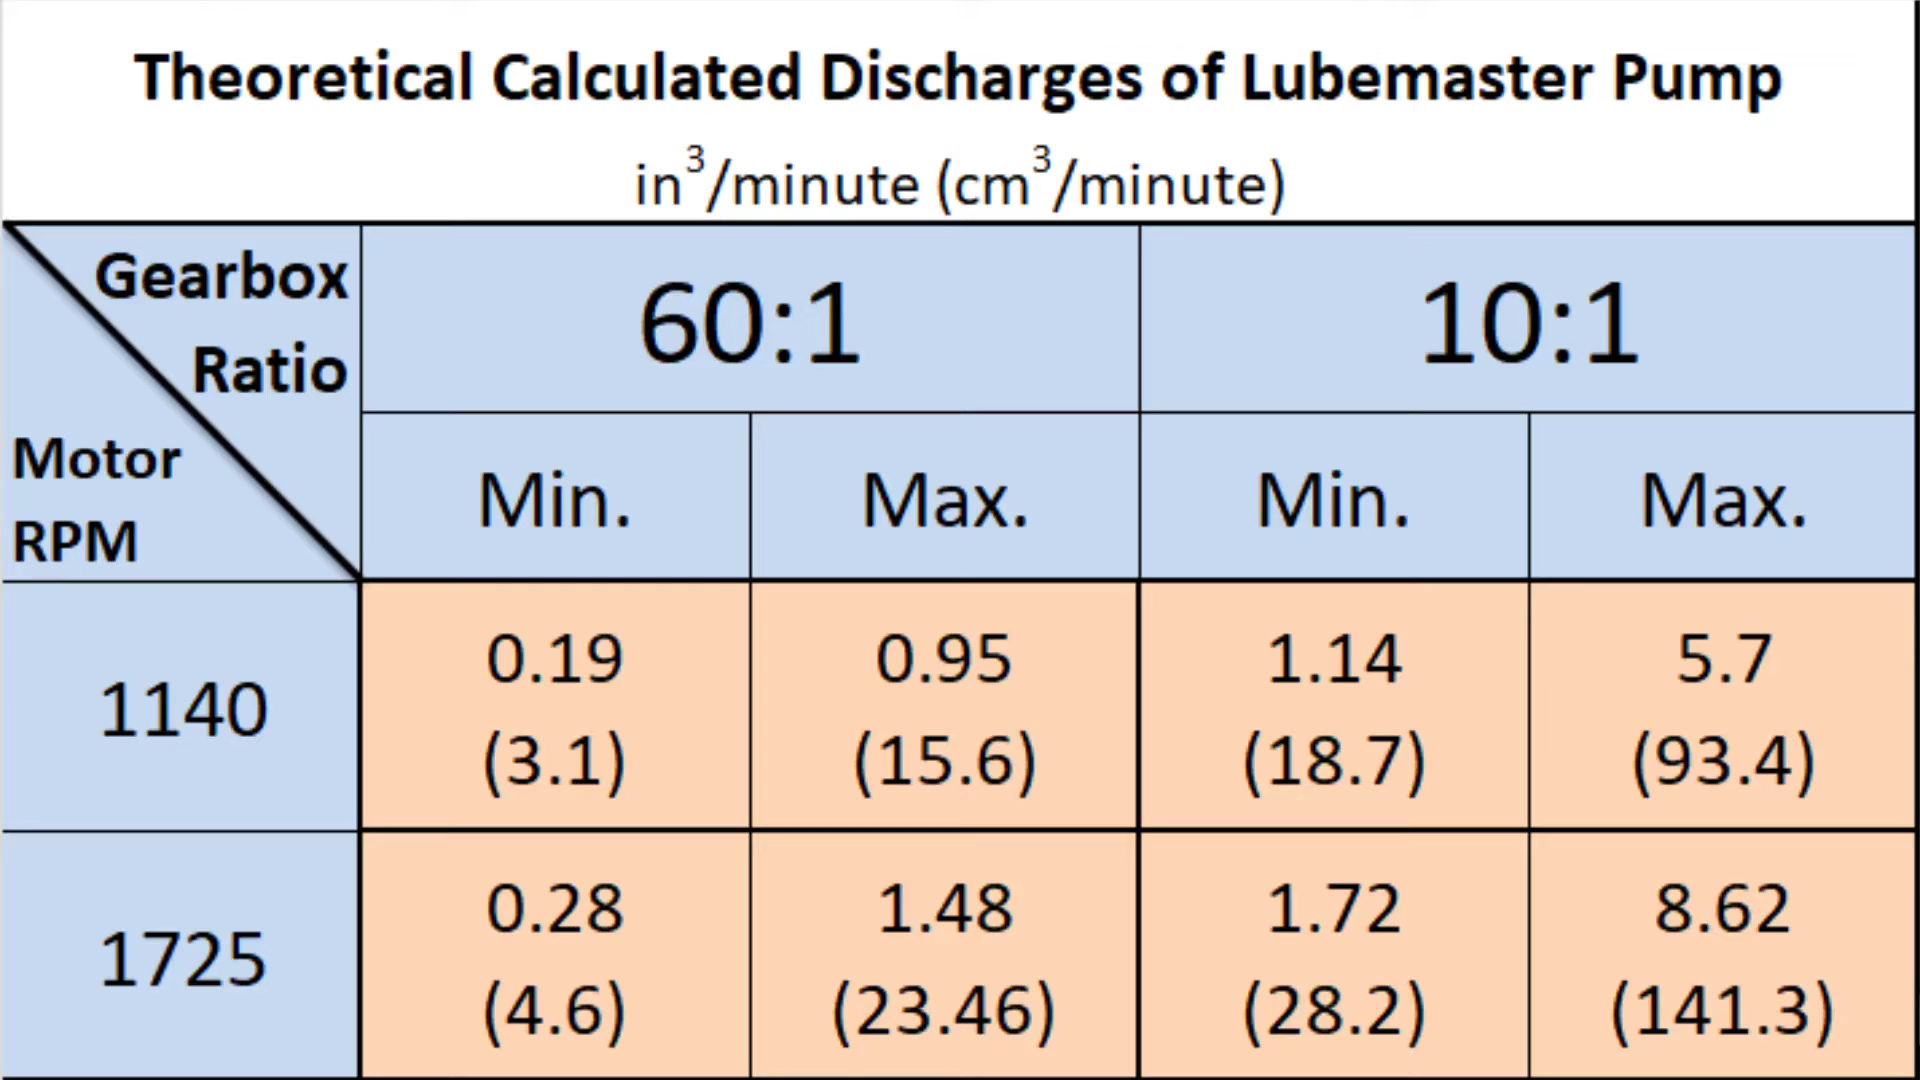 Theoretical Calculated Discharges of Lubemaster Pump
in³/minute (cm³/minute)
Gearbox
Ratio
Motor
RPM
60:1
10:1
Min.
Max.
Min.
Max.
1140
0.19
(3.1)
0.95
(15.6)
1.14
(18.7)
5.7
(93.4)
1725
0.28
(4.6)
1.48
(23.46)
1.72
(28.2)
8.62
(141.3)